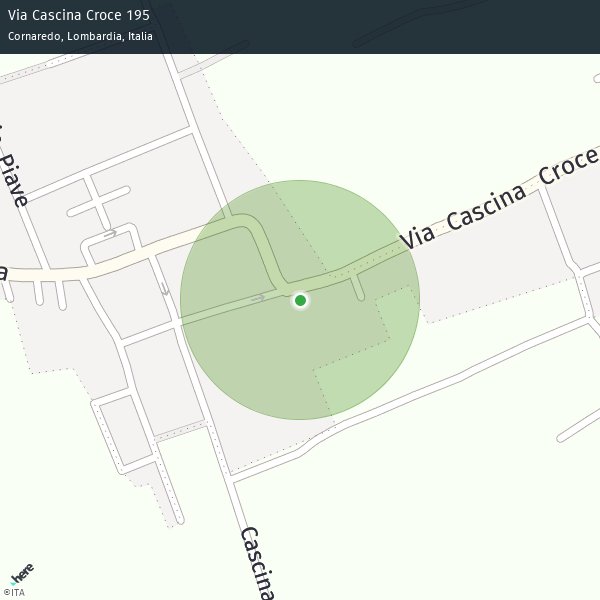 Via Cascina Croce 195
Cornaredo, Lombardia, Italia
Piave
Via Cascina Croce
a
Cascina
here
©ITA